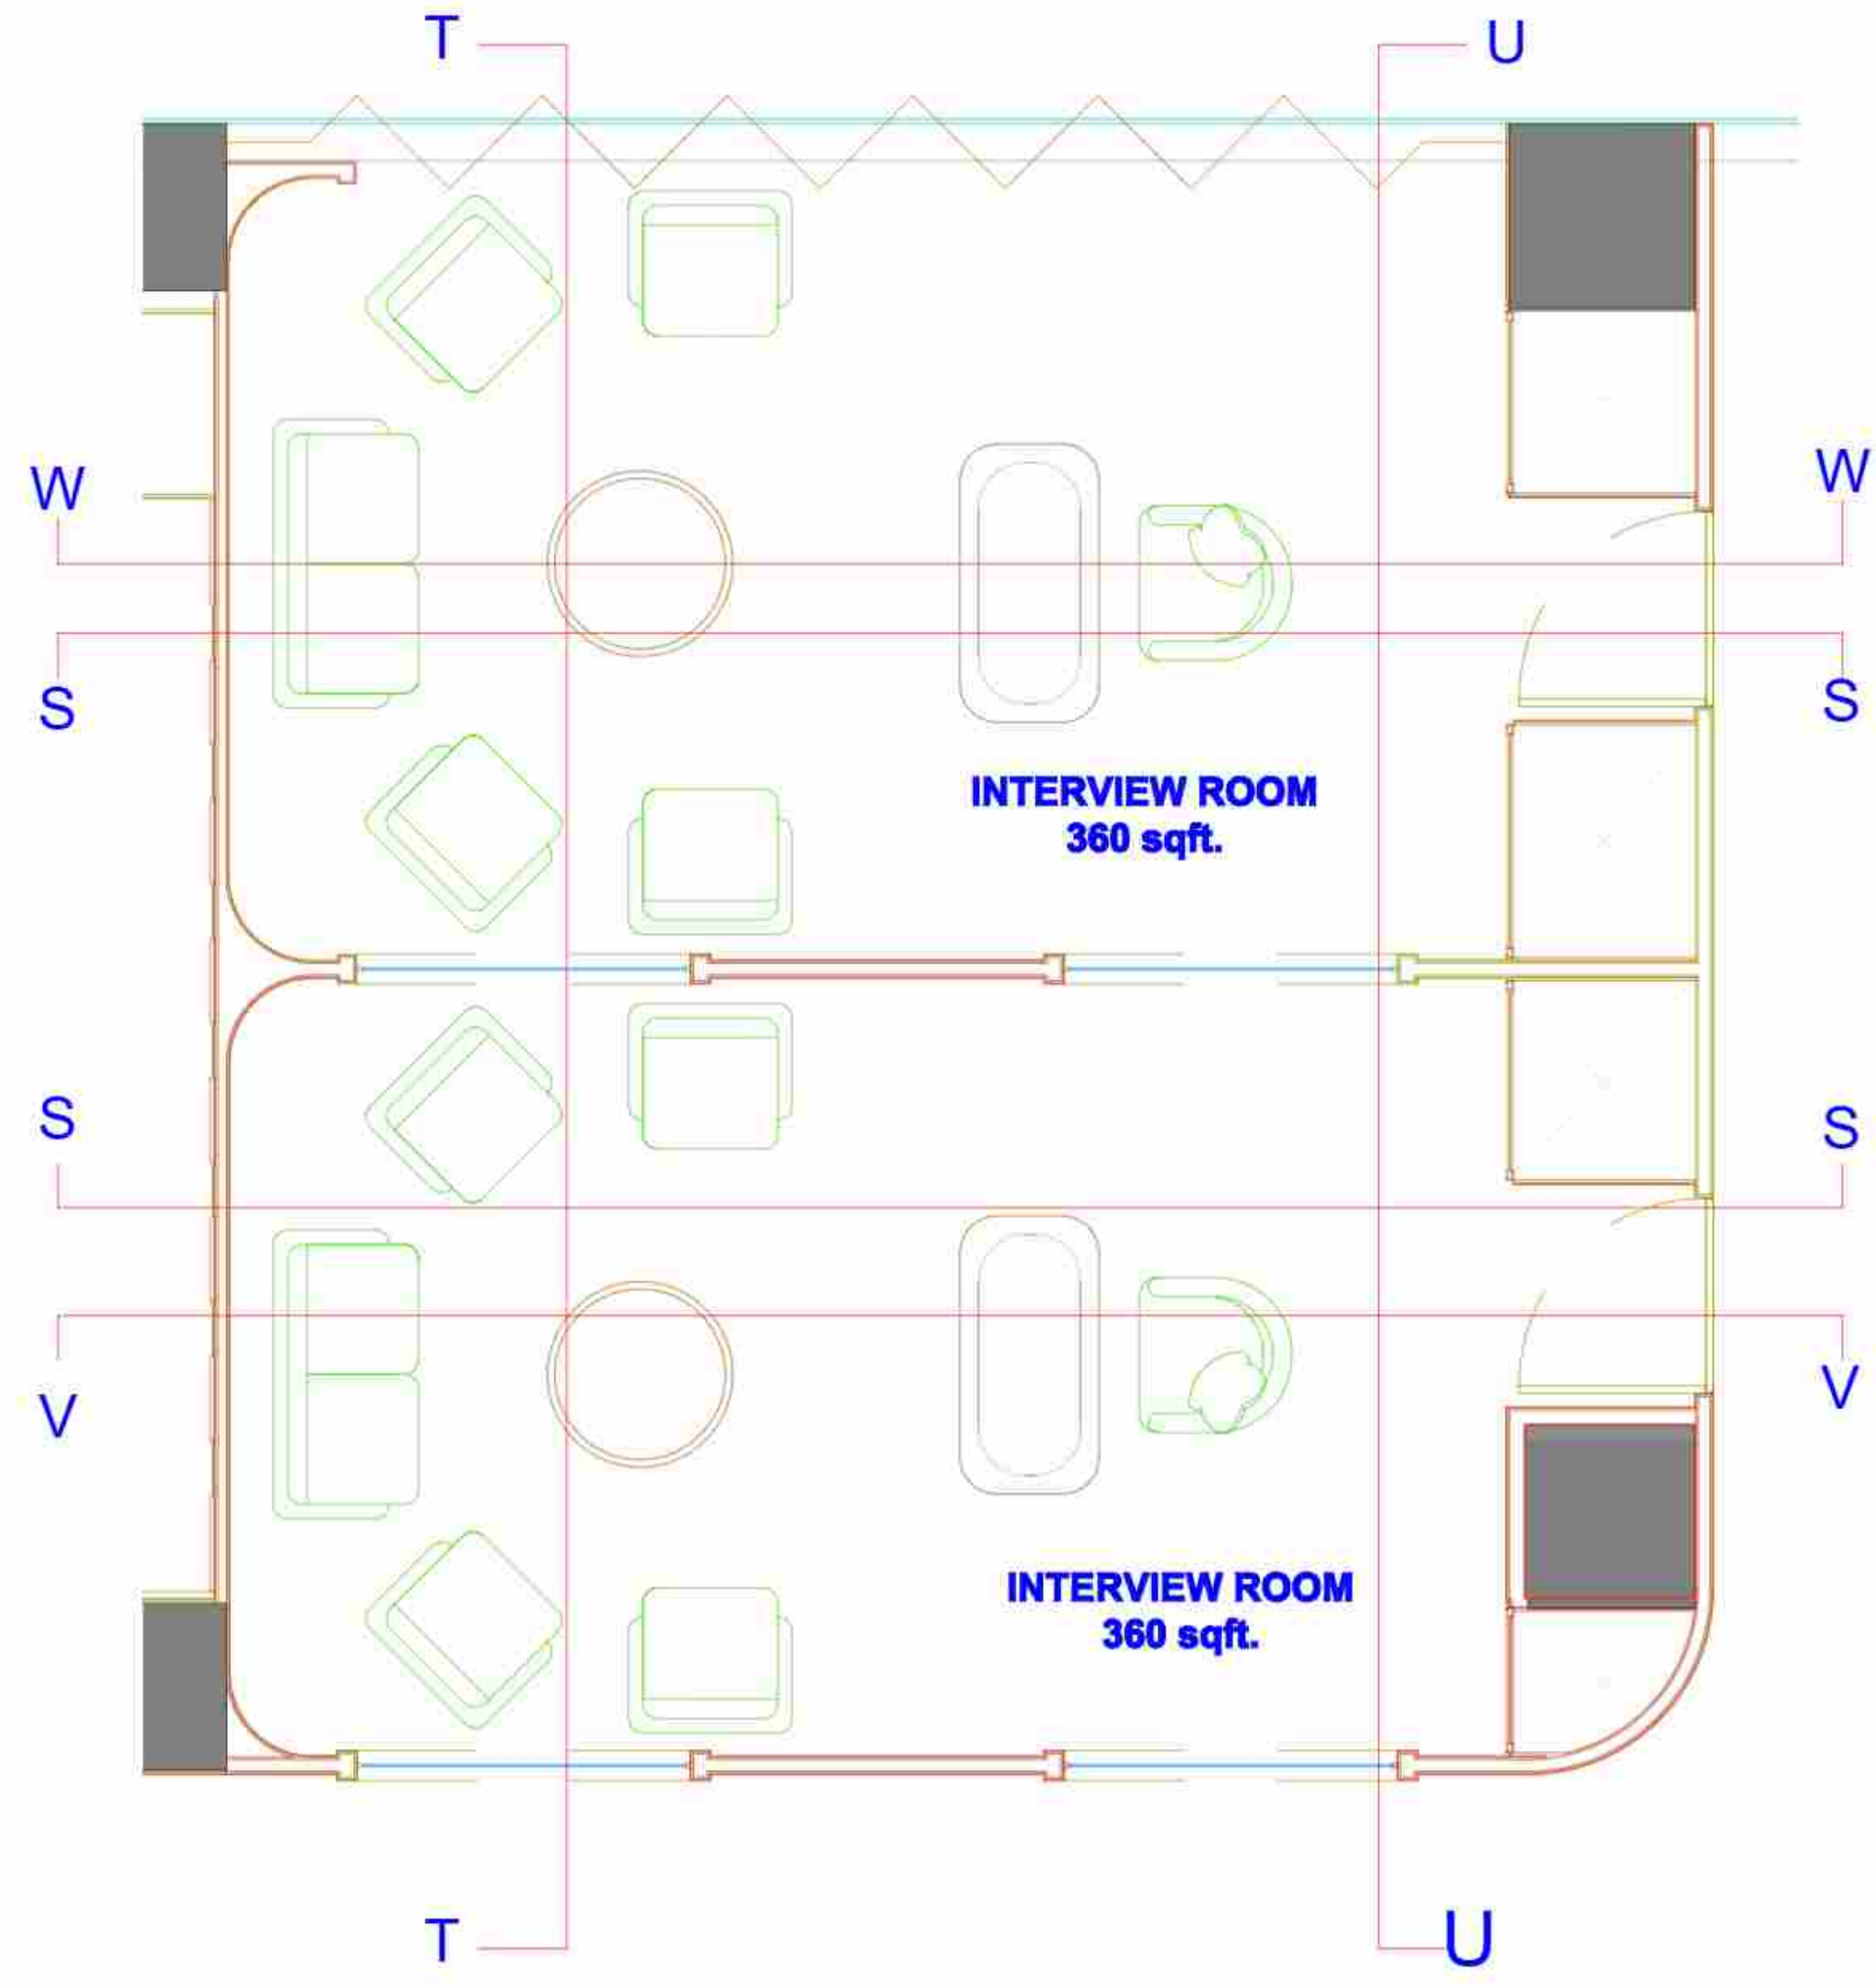 T
U
W
W
S
S
INTERVIEW ROOM
360 sqft.
S
S
V
V
INTERVIEW ROOM
360 sqft.
T
U